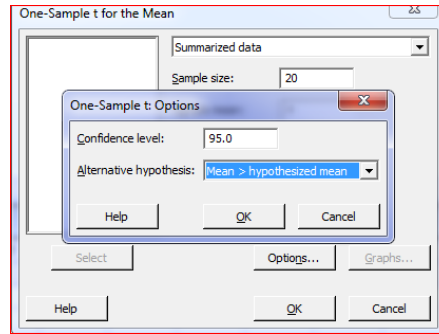 One-Sample t for the Mean
Summarized data
Sample size: 20
One-Sample t: Options
Confidence level: 95.0
Alternative hypothesis: Mean > hypothesized mean
Help OK Cancel
Select Options... Graphs...
Help OK Cancel